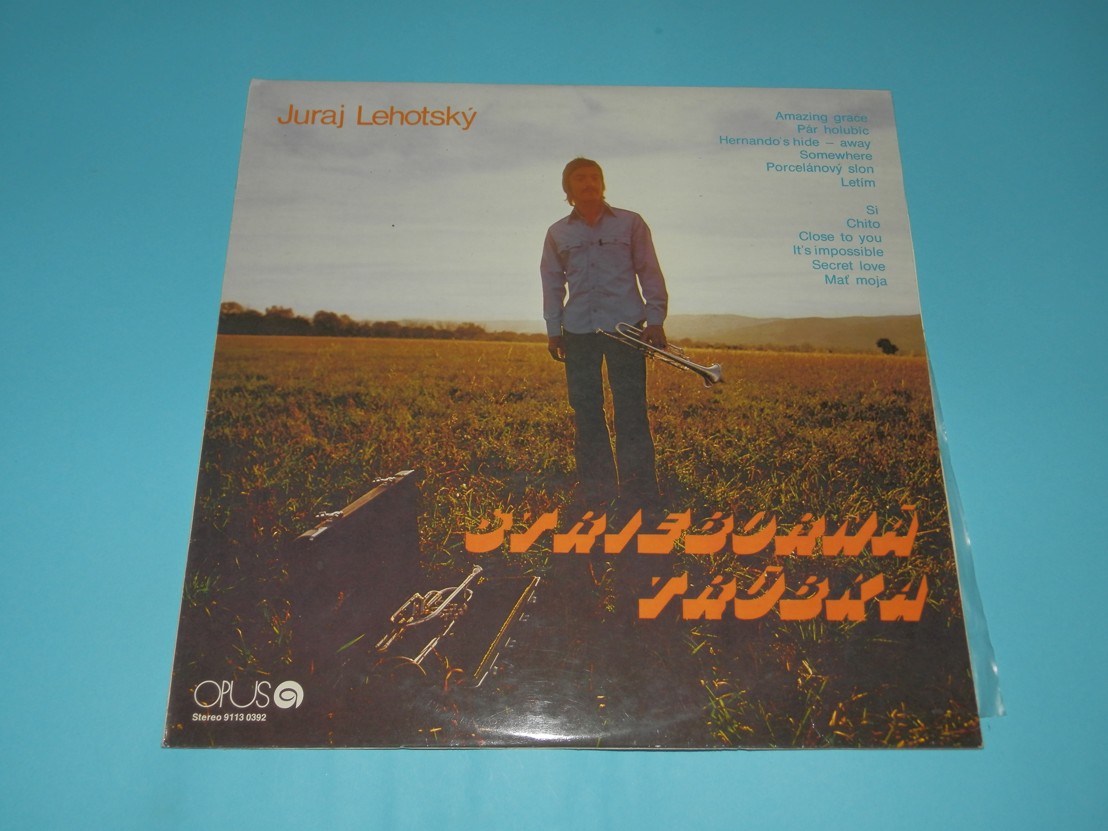 Juraj Lehotský
Amazing grace
Pár holubíc
Hernando's hide – away
Somewhere
Porcelánový slon
Letím
Si
Chito
Close to you
It's impossible
Secret love
Mať moja
STRIEBORNÁ
TRÚBKA
OPUS
Stereo 9113 0392